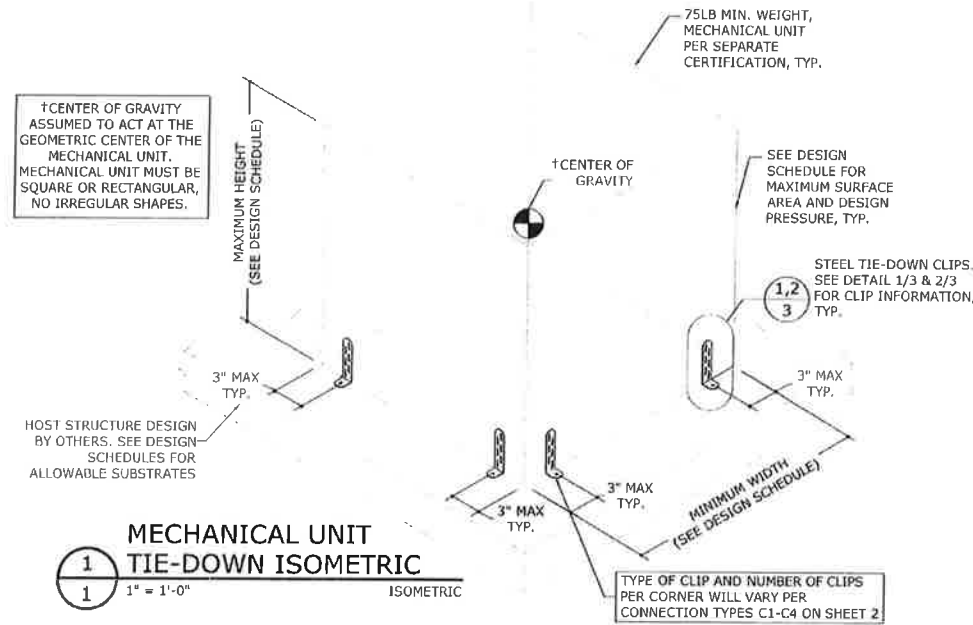 75LB MIN. WEIGHT,
MECHANICAL UNIT
PER SEPARATE
CERTIFICATION, TYP.
†CENTER OF GRAVITY
ASSUMED TO ACT AT THE
GEOMETRIC CENTER OF THE
MECHANICAL UNIT.
MECHANICAL UNIT MUST BE
SQUARE OR RECTANGULAR,
NO IRREGULAR SHAPES.
MAXIMUM HEIGHT
(SEE DESIGN SCHEDULE)
†CENTER OF
GRAVITY
SEE DESIGN
SCHEDULE FOR
MAXIMUM SURFACE
AREA AND DESIGN
PRESSURE, TYP.
STEEL TIE-DOWN CLIPS.
SEE DETAIL 1/3 & 2/3
FOR CLIP INFORMATION,
TYP.
1,2
3
3" MAX
TYP.
3" MAX
TYP.
HOST STRUCTURE DESIGN
BY OTHERS. SEE DESIGN
SCHEDULES FOR
ALLOWABLE SUBSTRATES
3" MAX
TYP.
3" MAX
TYP.
MINIMUM WIDTH
(SEE DESIGN SCHEDULE)
1
1
MECHANICAL UNIT
TIE-DOWN ISOMETRIC
1" = 1'-0"
ISOMETRIC
TYPE OF CLIP AND NUMBER OF CLIPS
PER CORNER WILL VARY PER
CONNECTION TYPES C1-C4 ON SHEET 2